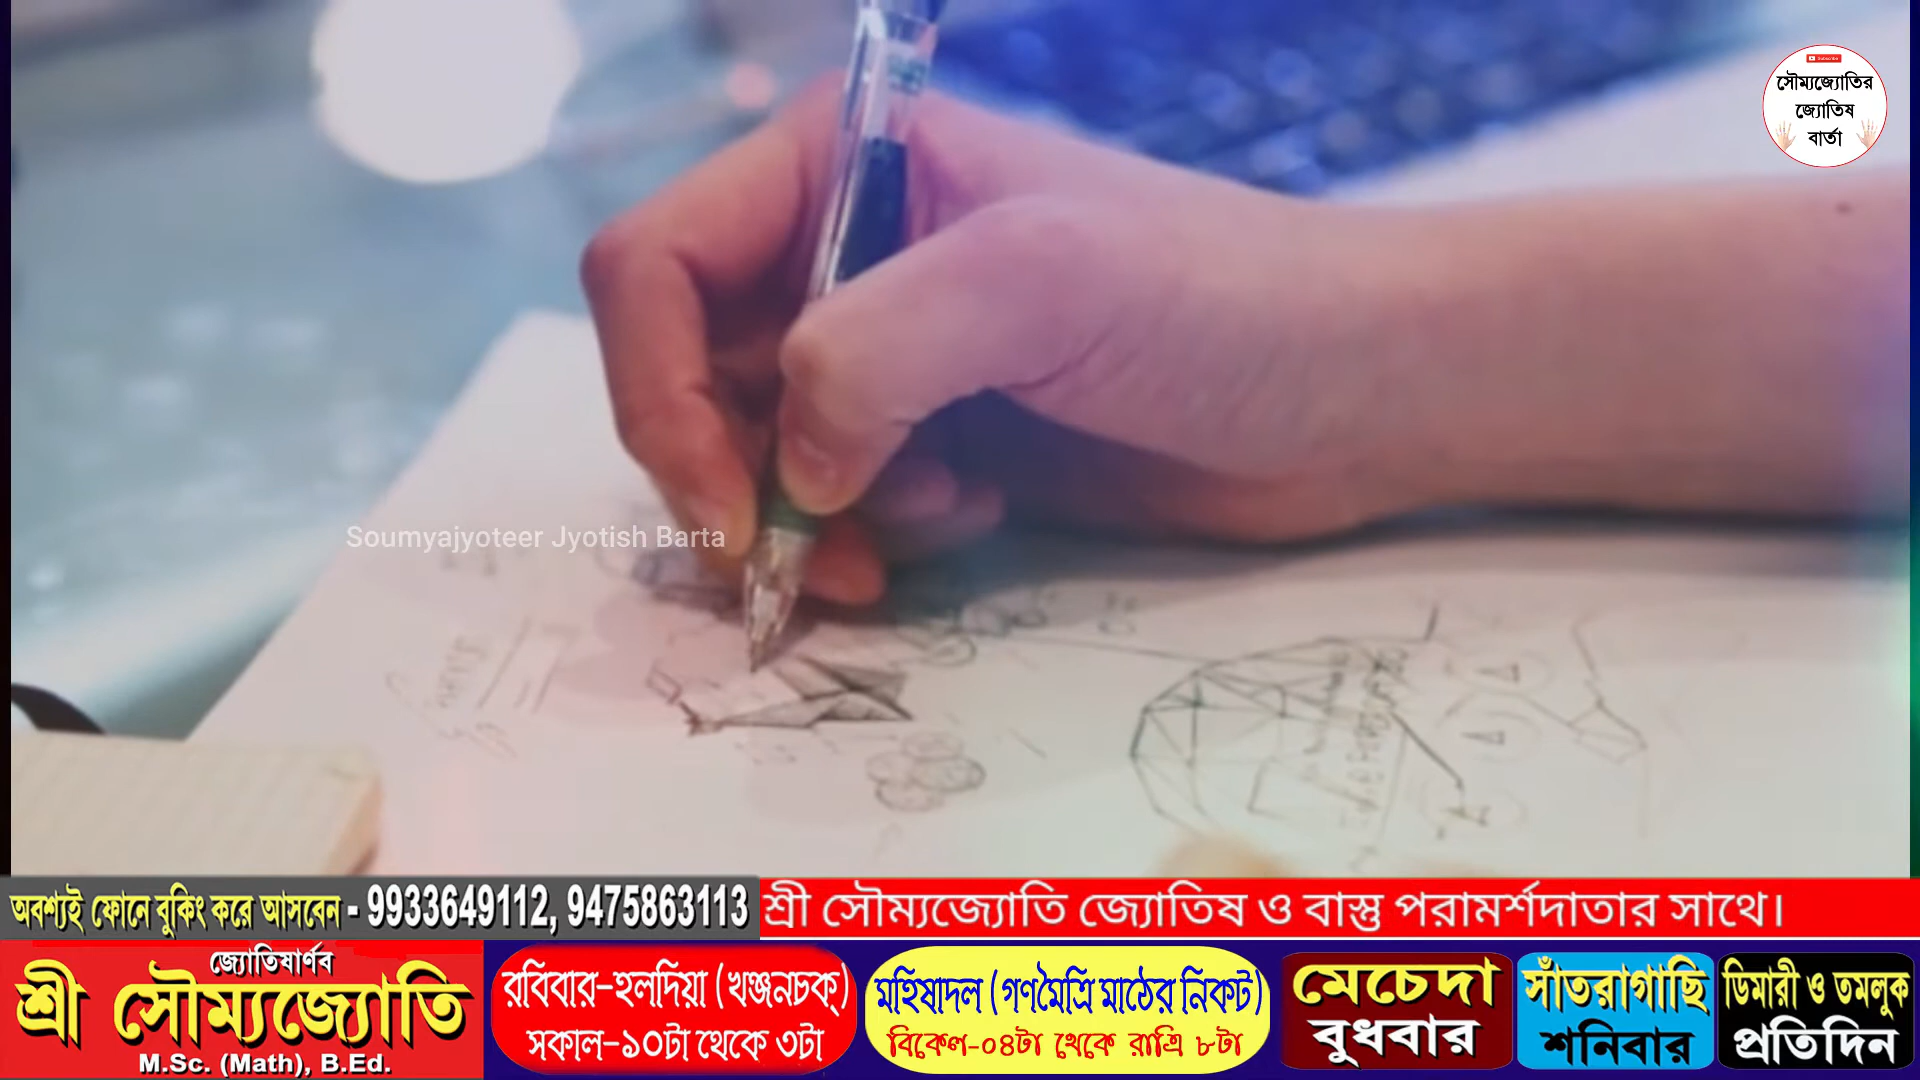 Subscribe
সৌম্যজ্যোতির
জ্যোতিষ
বার্তা
Soumyajyoteer Jyotish Barta
অবশ্যই ফোনে বুকিং করে আসবেন - 9933649112, 9475863113
শ্রী সৌম্যজ্যোতি জ্যোতিষ ও বাস্তু পরামর্শদাতার সাথে।
জ্যোতিষার্ণব
শ্রী সৌম্যজ্যোতি
M.Sc. (Math), B.Ed.
রবিবার-হলদিয়া (খঞ্জনচক্)
সকাল-১০টা থেকে ৩টা
মহিষাদল (গণমৈত্রি মাঠের নিকট)
বিকেল-০৪টা থেকে রাত্রি ৮টা
মেচেদা
বুধবার
সাঁতরাগাছি
শনিবার
ডিমারী ও তমলুক
প্রতিদিন